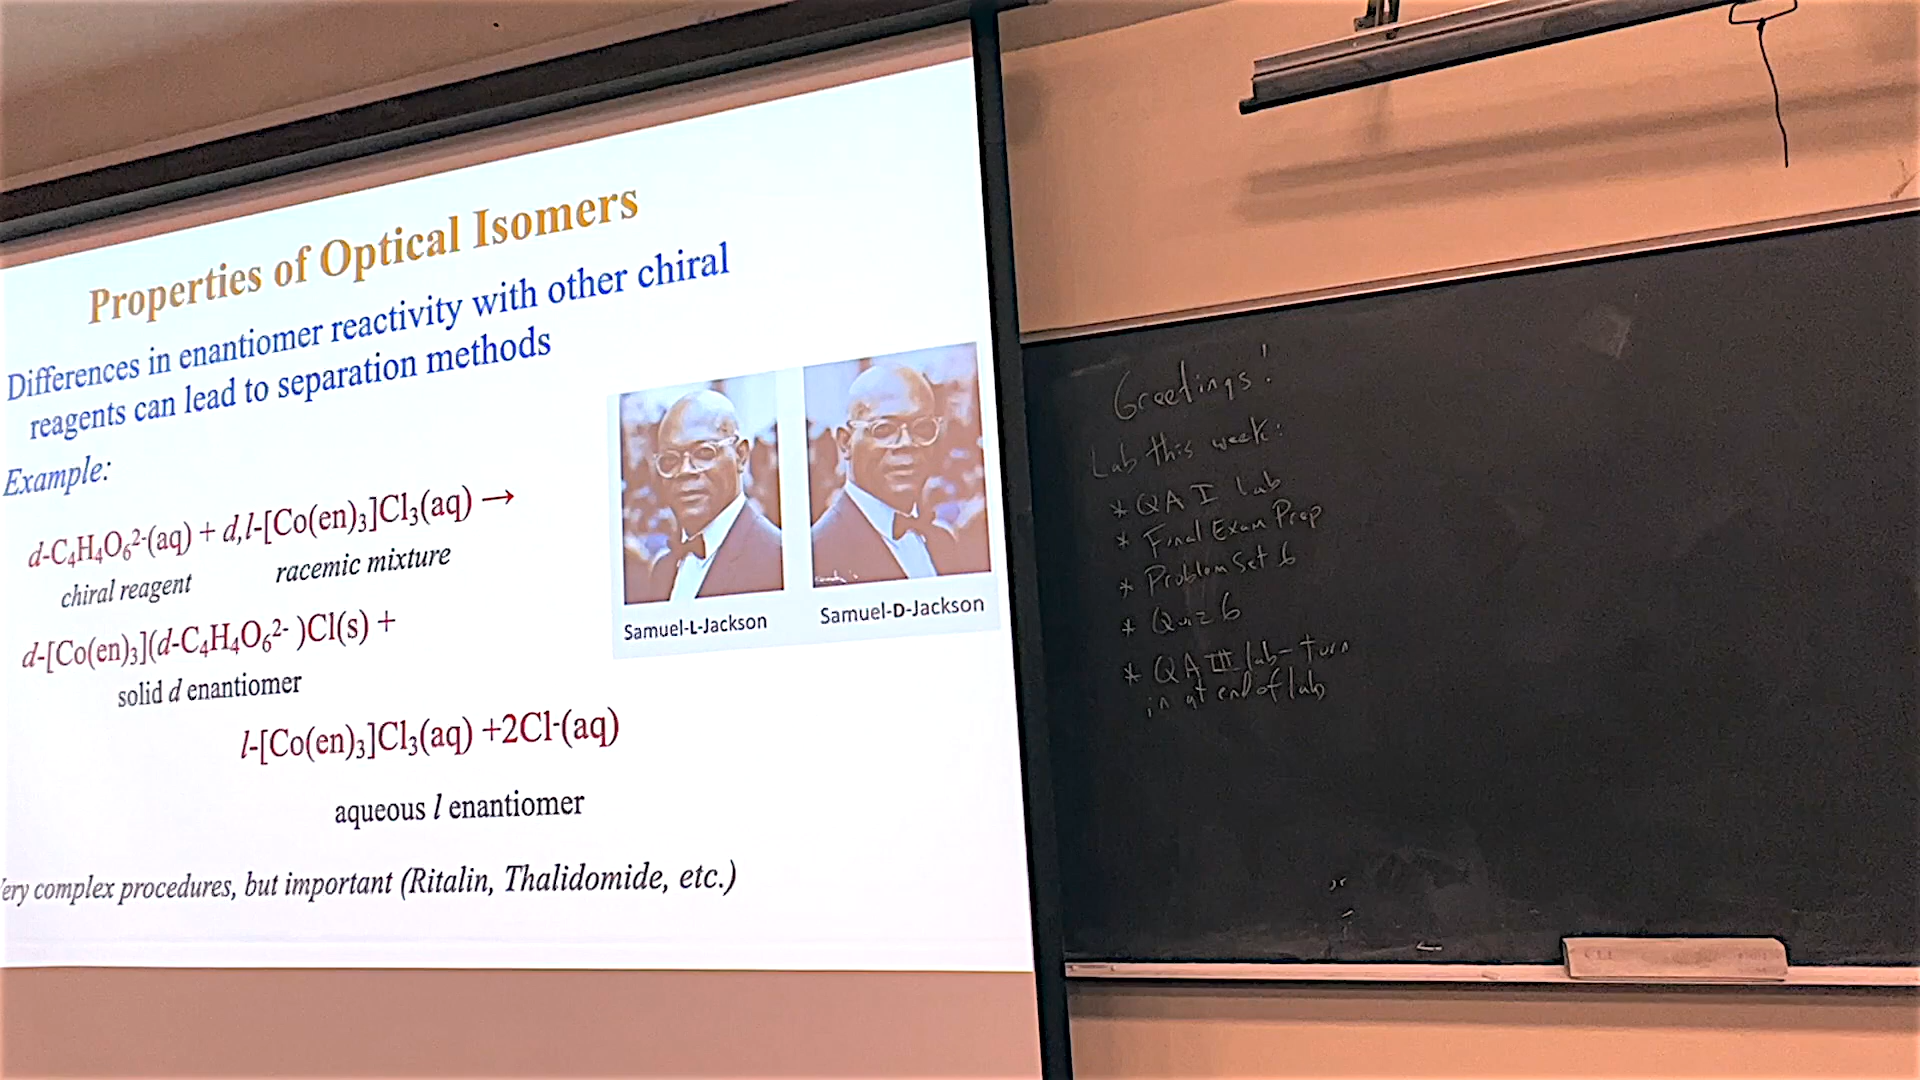 Properties of Optical Isomers
Differences in enantiomer reactivity with other chiral
reagents can lead to separation methods
Example:
d-C₄H₄O₆²⁻(aq) + d,l-[Co(en)₃]Cl₃(aq) →
chiral reagent racemic mixture
d-[Co(en)₃](d-C₄H₄O₆²⁻ )Cl(s) +
solid d enantiomer
l-[Co(en)₃]Cl₃(aq) +2Cl⁻(aq)
aqueous l enantiomer
ery complex procedures, but important (Ritalin, Thalidomide, etc.)
Samuel-L-Jackson
Samuel-D-Jackson
Greetings!
Lab this week:
* QA I lab
* Final Exam Prep
* Problem Set 6
* Quiz 6
* QA III lab - turn
in at end of lab